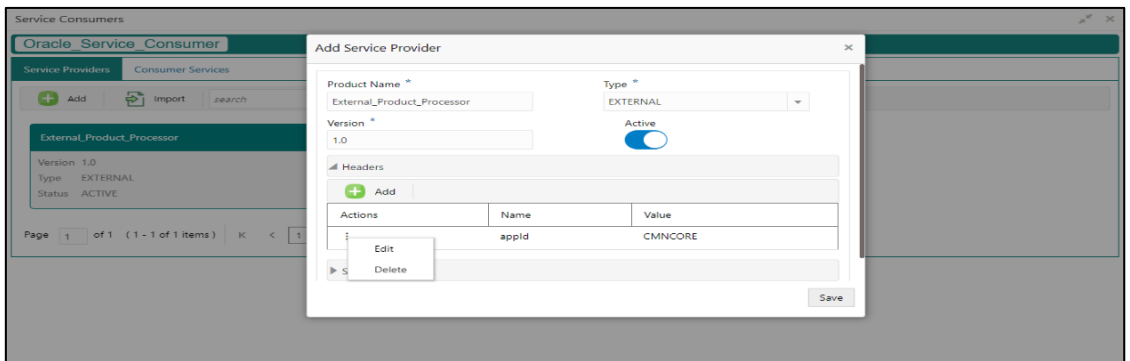 Service Consumers
Oracle_Service_Consumer
Service Providers Consumer Services
Add Import search
External_Product_Processor
Version 1.0
Type EXTERNAL
Status ACTIVE
Page 1 of 1 (1 - 1 of 1 items) K < 1
Add Service Provider
Product Name * Type *
External_Product_Processor EXTERNAL
Version * Active
1.0
Headers
Add
Actions Name Value
appId CMNCORE
Edit
Delete
S
Save